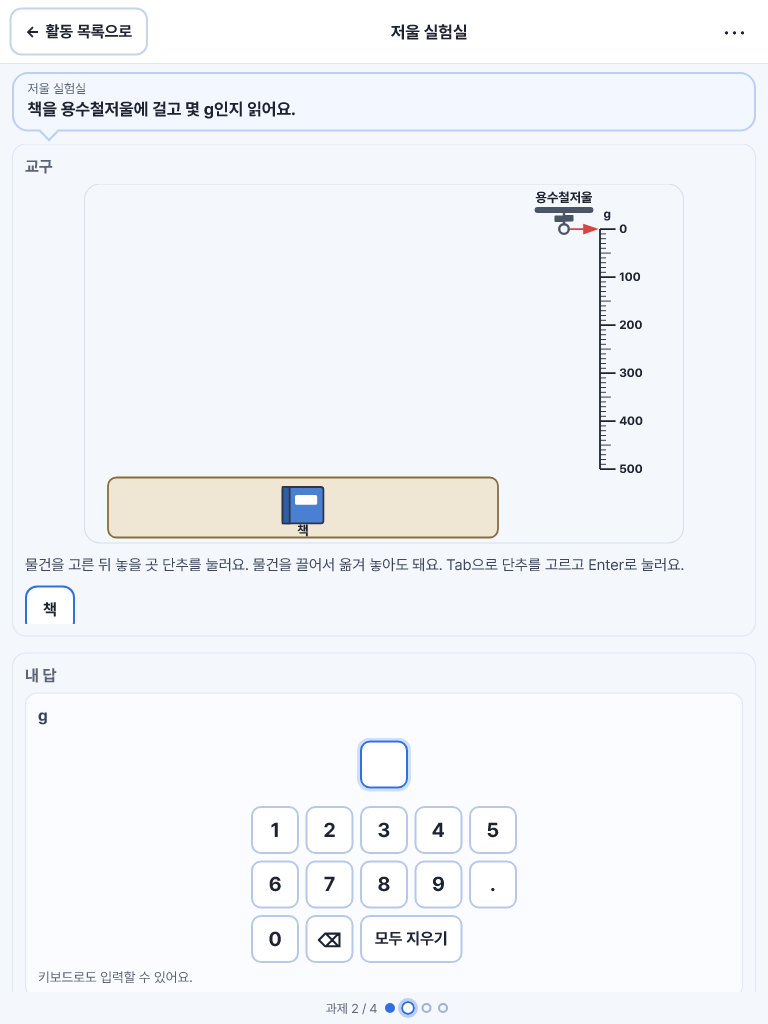 ← 활동 목록으로
저울 실험실
...
저울 실험실
책을 용수철저울에 걸고 몇 g인지 읽어요.
교구
용수철저울
g
0
100
200
300
400
500
책
물건을 고른 뒤 놓을 곳 단추를 눌러요. 물건을 끌어서 옮겨 놓아도 돼요. Tab으로 단추를 고르고 Enter로 눌러요.
책
내 답
g
1 2 3 4 5
6 7 8 9 .
0 ⌫ 모두 지우기
키보드로도 입력할 수 있어요.
과제 2 / 4